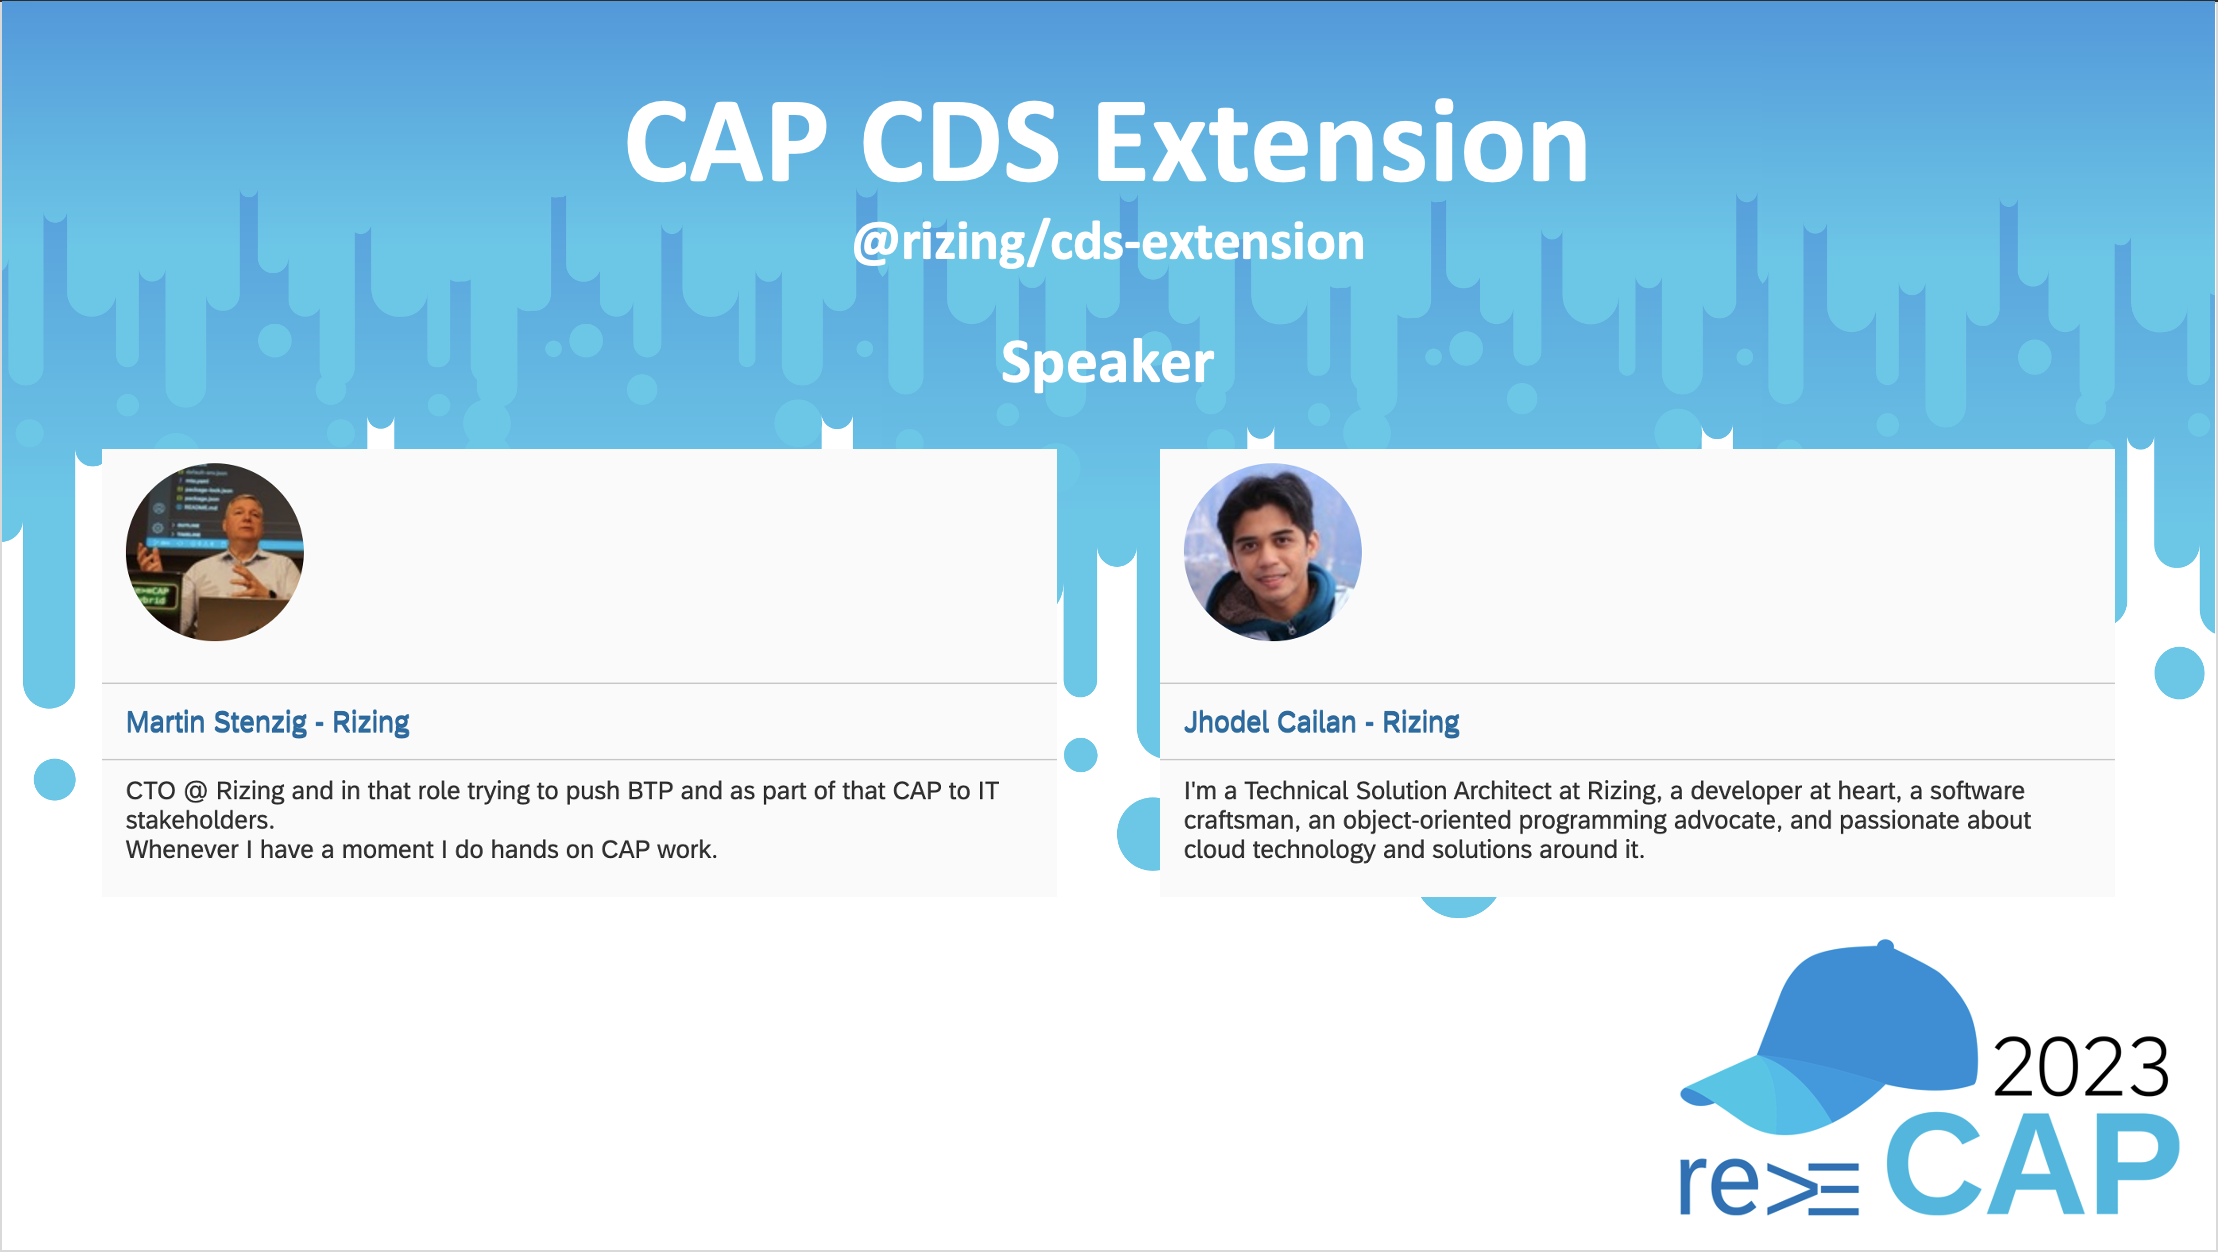 CAP CDS Extension
@rizing/cds-extension
Speaker
Martin Stenzig - Rizing
CTO @ Rizing and in that role trying to push BTP and as part of that CAP to IT
stakeholders.
Whenever I have a moment I do hands on CAP work.
Jhodel Cailan - Rizing
I'm a Technical Solution Architect at Rizing, a developer at heart, a software
craftsman, an object-oriented programming advocate, and passionate about
cloud technology and solutions around it.
2023
re>≡ CAP